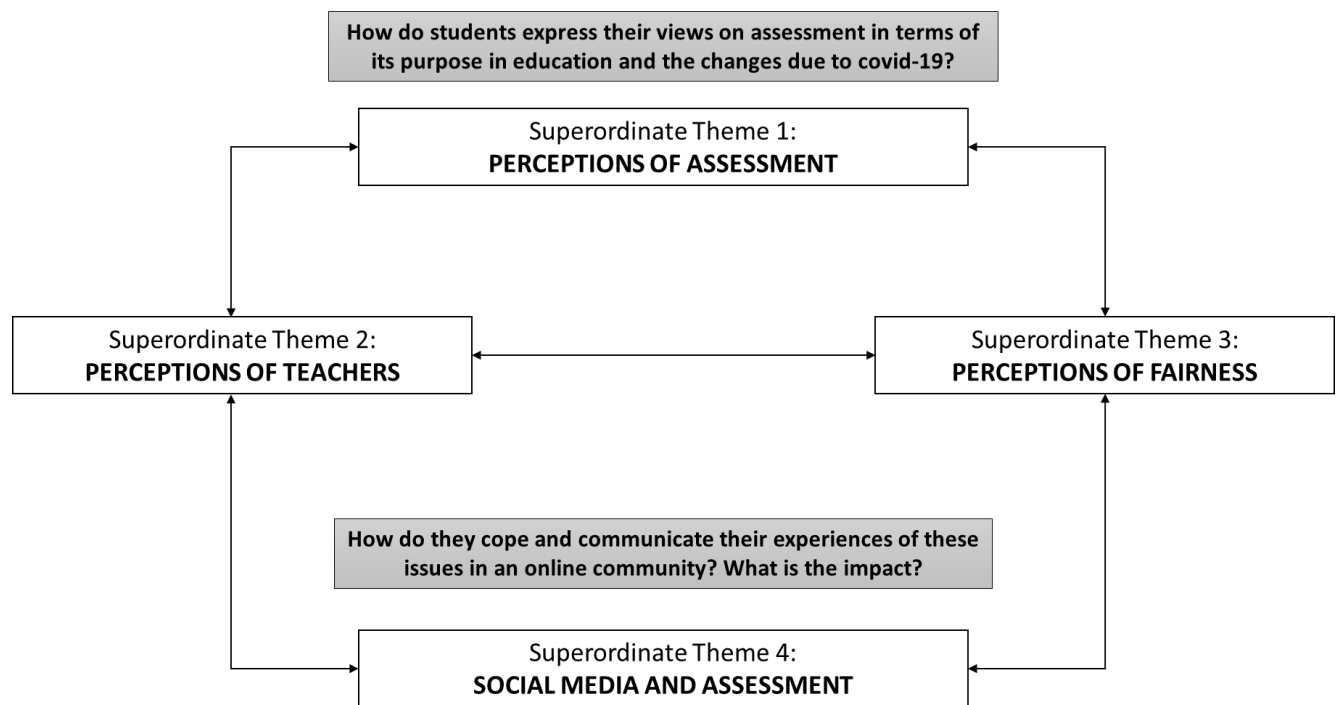 How do students express their views on assessment in terms of
its purpose in education and the changes due to covid-19?
Superordinate Theme 1:
PERCEPTIONS OF ASSESSMENT
Superordinate Theme 2:
PERCEPTIONS OF TEACHERS
Superordinate Theme 3:
PERCEPTIONS OF FAIRNESS
How do they cope and communicate their experiences of these
issues in an online community? What is the impact?
Superordinate Theme 4:
SOCIAL MEDIA AND ASSESSMENT